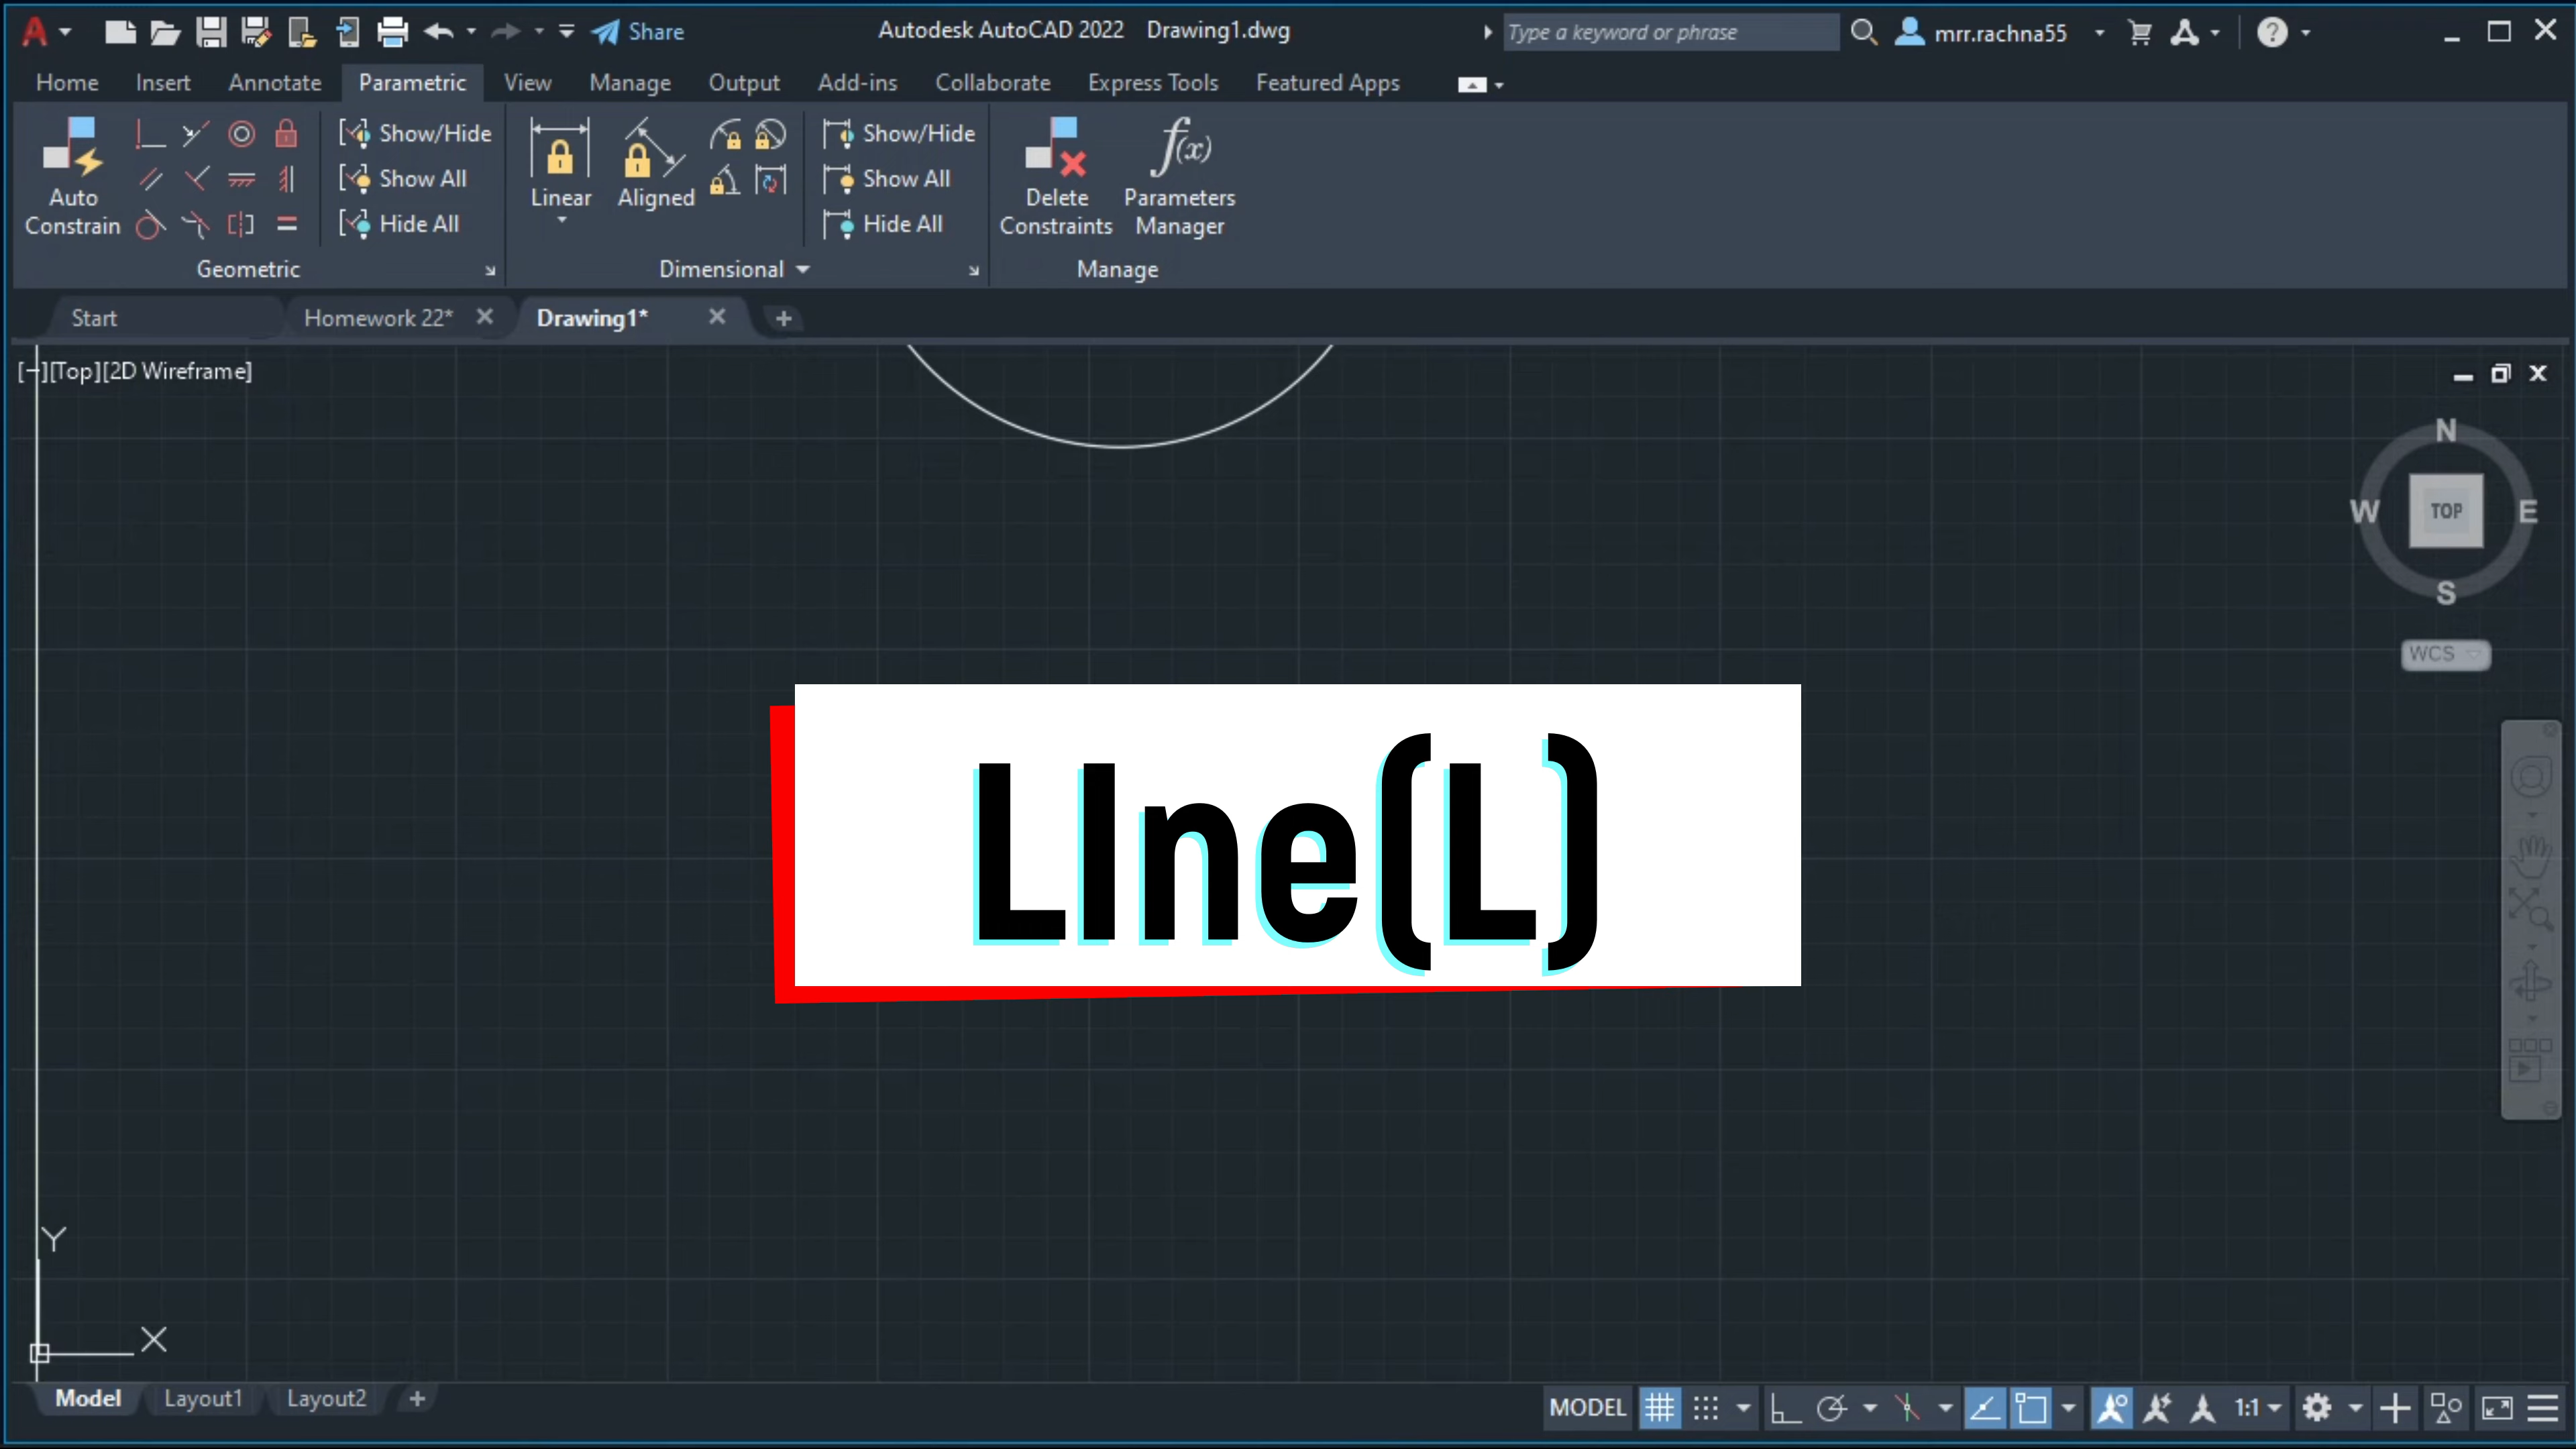 Share
Autodesk AutoCAD 2022 Drawing1.dwg
Type a keyword or phrase
mrr.rachna55
Home Insert Annotate Parametric View Manage Output Add-ins Collaborate Express Tools Featured Apps
Auto Constrain
Show/Hide
Show All
Hide All
Linear
Aligned
Show/Hide
Show All
Hide All
Delete Constraints
f(x)
Parameters Manager
Geometric
Dimensional
Manage
Start
Homework 22*
Drawing1*
[−][Top][2D Wireframe]
N
W TOP E
S
WCS
LIne(L)
Y
X
Model Layout1 Layout2
MODEL
1:1